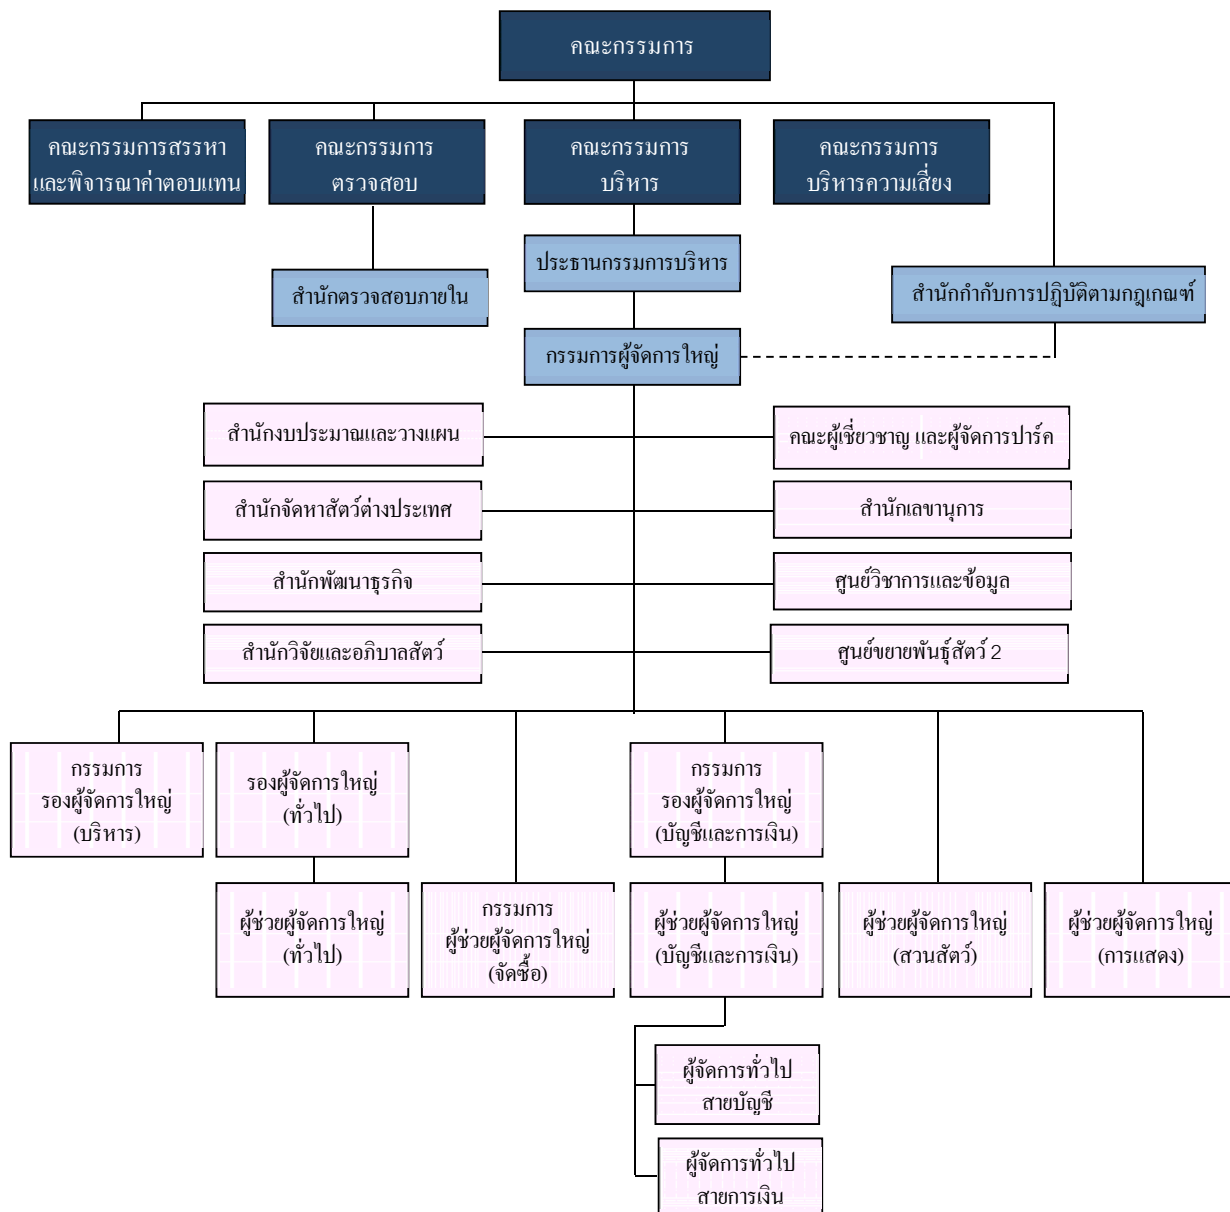 คณะกรรมการ
คณะกรรมการสรรหา
และพิจารณาค่าตอบแทน
คณะกรรมการ
ตรวจสอบ
คณะกรรมการ
บริหาร
คณะกรรมการ
บริหารความเสี่ยง
ประธานกรรมการบริหาร
สำนักตรวจสอบภายใน
สำนักกำกับการปฏิบัติตามกฎเกณฑ์
กรรมการผู้จัดการใหญ่
สำนักงบประมาณและวางแผน
คณะผู้เชี่ยวชาญ และผู้จัดการปาร์ค
สำนักจัดหาสัตว์ต่างประเทศ
สำนักเลขานุการ
สำนักพัฒนาธุรกิจ
ศูนย์วิชาการและข้อมูล
สำนักวิจัยและอภิบาลสัตว์
ศูนย์ขยายพันธุ์สัตว์ 2
กรรมการ
รองผู้จัดการใหญ่
(บริหาร)
รองผู้จัดการใหญ่
(ทั่วไป)
กรรมการ
รองผู้จัดการใหญ่
(บัญชีและการเงิน)
ผู้ช่วยผู้จัดการใหญ่
(ทั่วไป)
กรรมการ
ผู้ช่วยผู้จัดการใหญ่
(จัดซื้อ)
ผู้ช่วยผู้จัดการใหญ่
(บัญชีและการเงิน)
ผู้ช่วยผู้จัดการใหญ่
(สวนสัตว์)
ผู้ช่วยผู้จัดการใหญ่
(การแสดง)
ผู้จัดการทั่วไป
สายบัญชี
ผู้จัดการทั่วไป
สายการเงิน